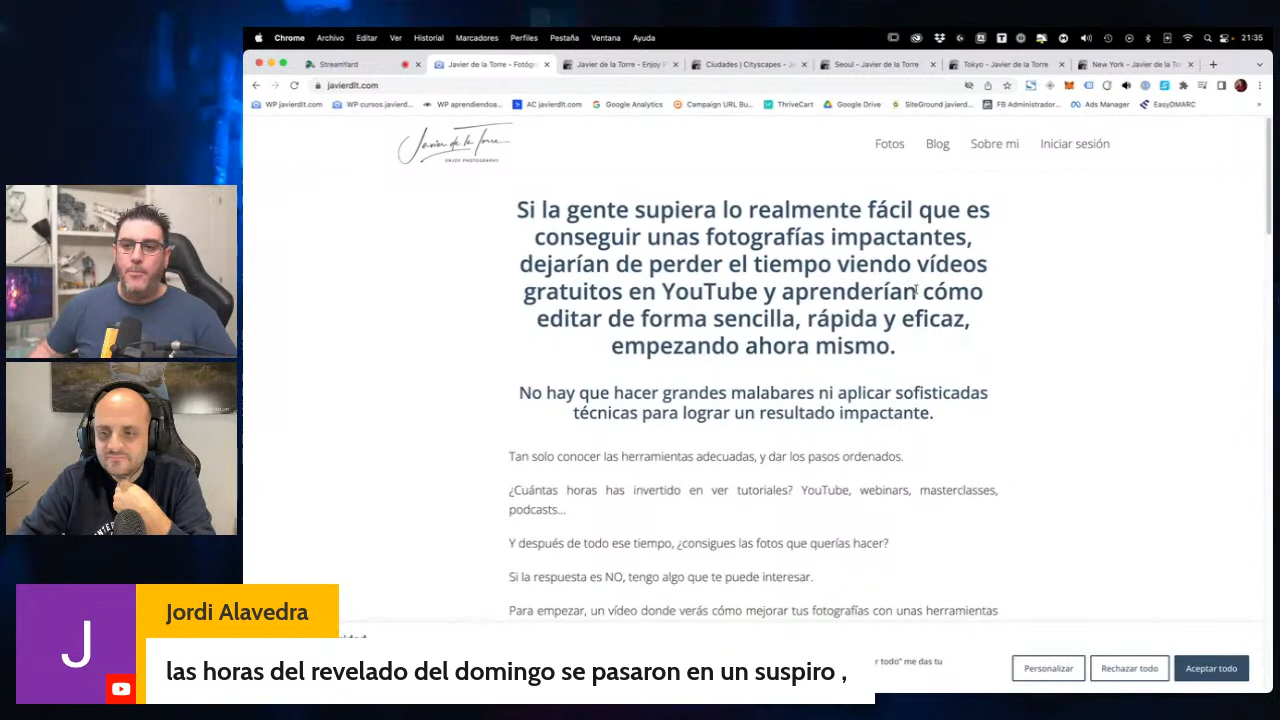 Chrome Archivo Editar Ver Historial Marcadores Perfiles Pestaña Ventana Ayuda 21:35
StreamYard
Javier de la Torre - Fotóg
Javier de la Torre - Enjoy P
Ciudades | Cityscapes - J
Seoul - Javier de la Torre
Tokyo - Javier de la Torre
New York - Javier de la To
javierdlt.com
WP javierdlt.com
WP cursos.javierd...
WP aprendiendoa...
AC javierdlt.com
Google Analytics
Campaign URL Bu...
ThriveCart
Google Drive
SiteGround javierd...
FB Administrador...
Ads Manager
EasyDMARC
Javier de la Torre
ENJOY PHOTOGRAPHY
Fotos Blog Sobre mi Iniciar sesión
Si la gente supiera lo realmente fácil que es
conseguir unas fotografías impactantes,
dejarían de perder el tiempo viendo vídeos
gratuitos en YouTube y aprenderían cómo
editar de forma sencilla, rápida y eficaz,
empezando ahora mismo.
No hay que hacer grandes malabares ni aplicar sofisticadas
técnicas para lograr un resultado impactante.
Tan solo conocer las herramientas adecuadas, y dar los pasos ordenados.
¿Cuántas horas has invertido en ver tutoriales? YouTube, webinars, masterclasses,
podcasts...
Y después de todo ese tiempo, ¿consigues las fotos que querías hacer?
Si la respuesta es NO, tengo algo que te puede interesar.
Para empezar, un vídeo donde verás cómo mejorar tus fotografías con unas herramientas
r todo" me das tu
Personalizar Rechazar todo Aceptar todo
J
Jordi Alavedra
las horas del revelado del domingo se pasaron en un suspiro ,